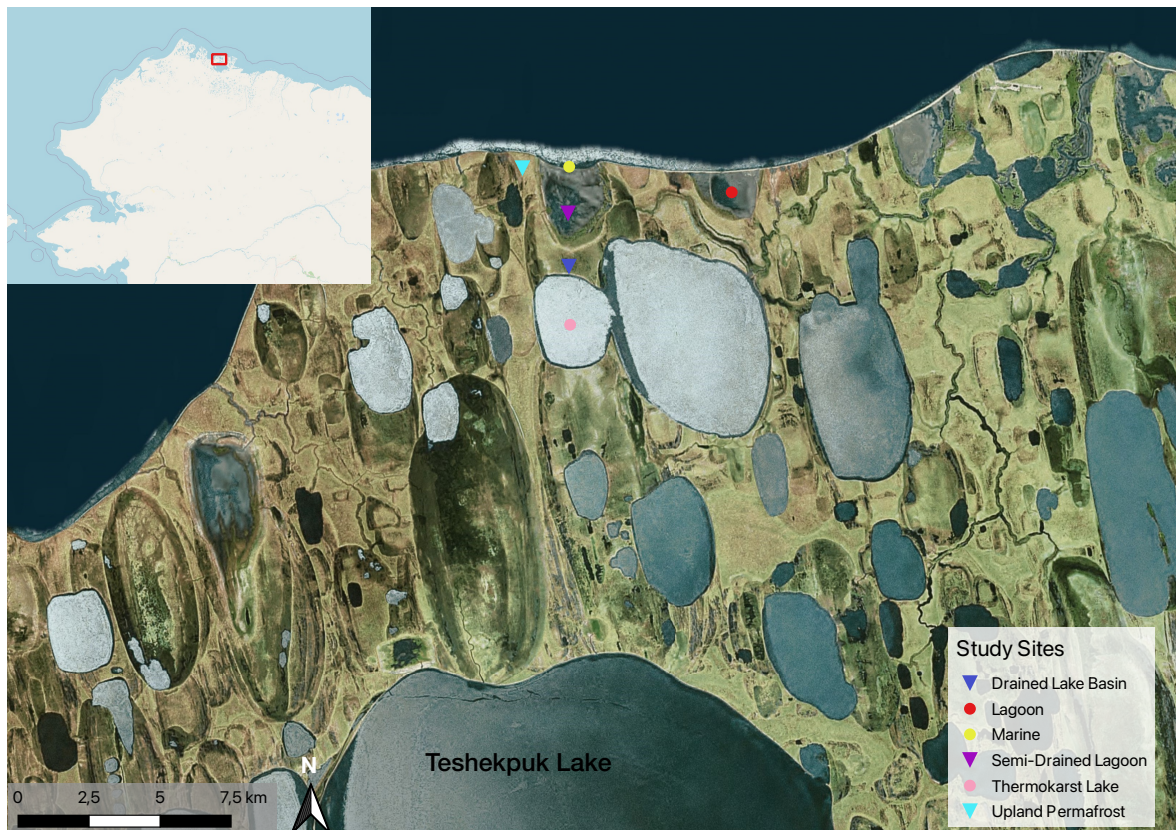 Teshekpuk Lake
N
0 2,5 5 7,5 km
Study Sites
Drained Lake Basin
Lagoon
Marine
Semi-Drained Lagoon
Thermokarst Lake
Upland Permafrost